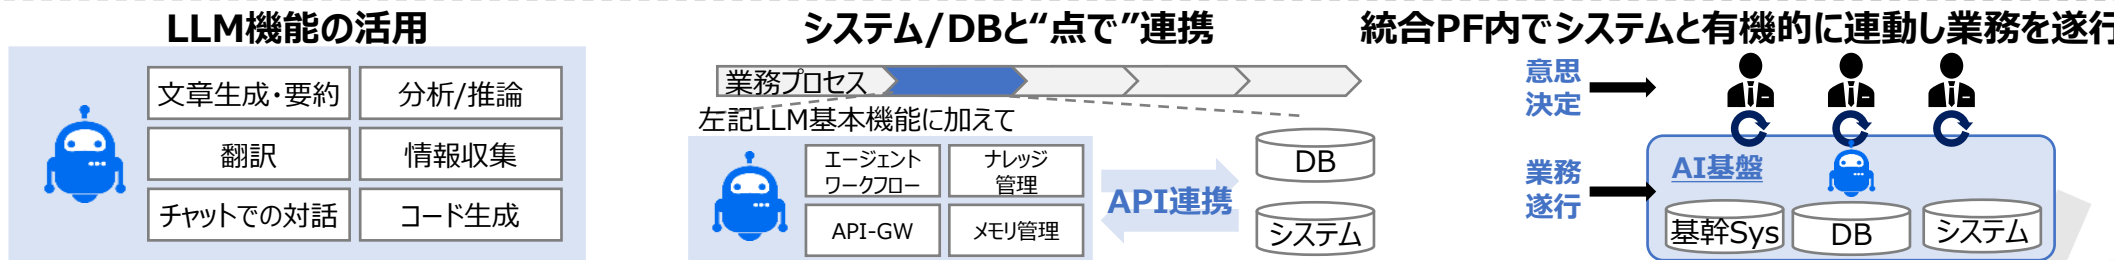 LLM機能の活用
文章生成・要約
分析/推論
翻訳
情報収集
チャットでの対話
コード生成
システム/DBと“点で”連携
業務プロセス
左記LLM基本機能に加えて
エージェント
ワークフロー
ナレッジ
管理
API-GW
メモリ管理
API連携
DB
システム
統合PF内でシステムと有機的に連動し業務を遂行
意思
決定
業務
遂行
AI基盤
基幹Sys
DB
システム